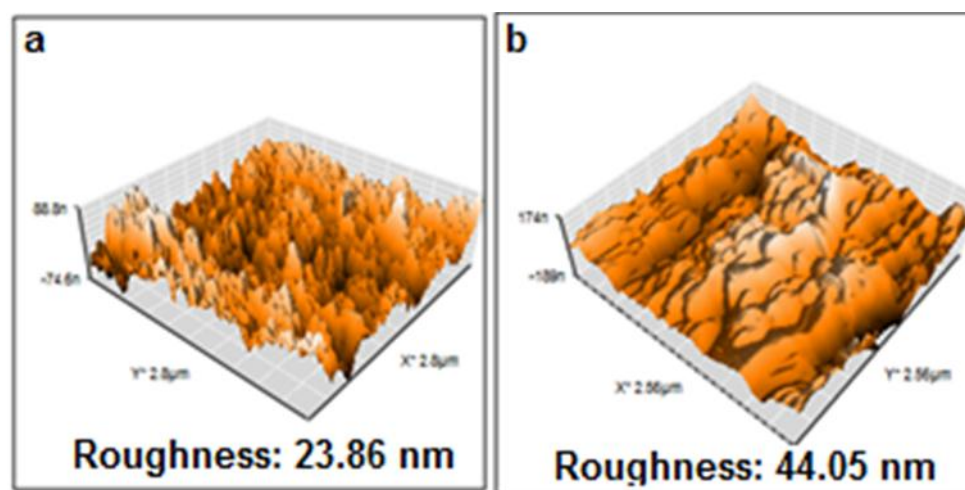 a
88.8n
-74.6n
Y* 2.8µm
X* 2.8µm
Roughness: 23.86 nm
b
174n
-189n
X* 2.56µm
Y* 2.56µm
Roughness: 44.05 nm